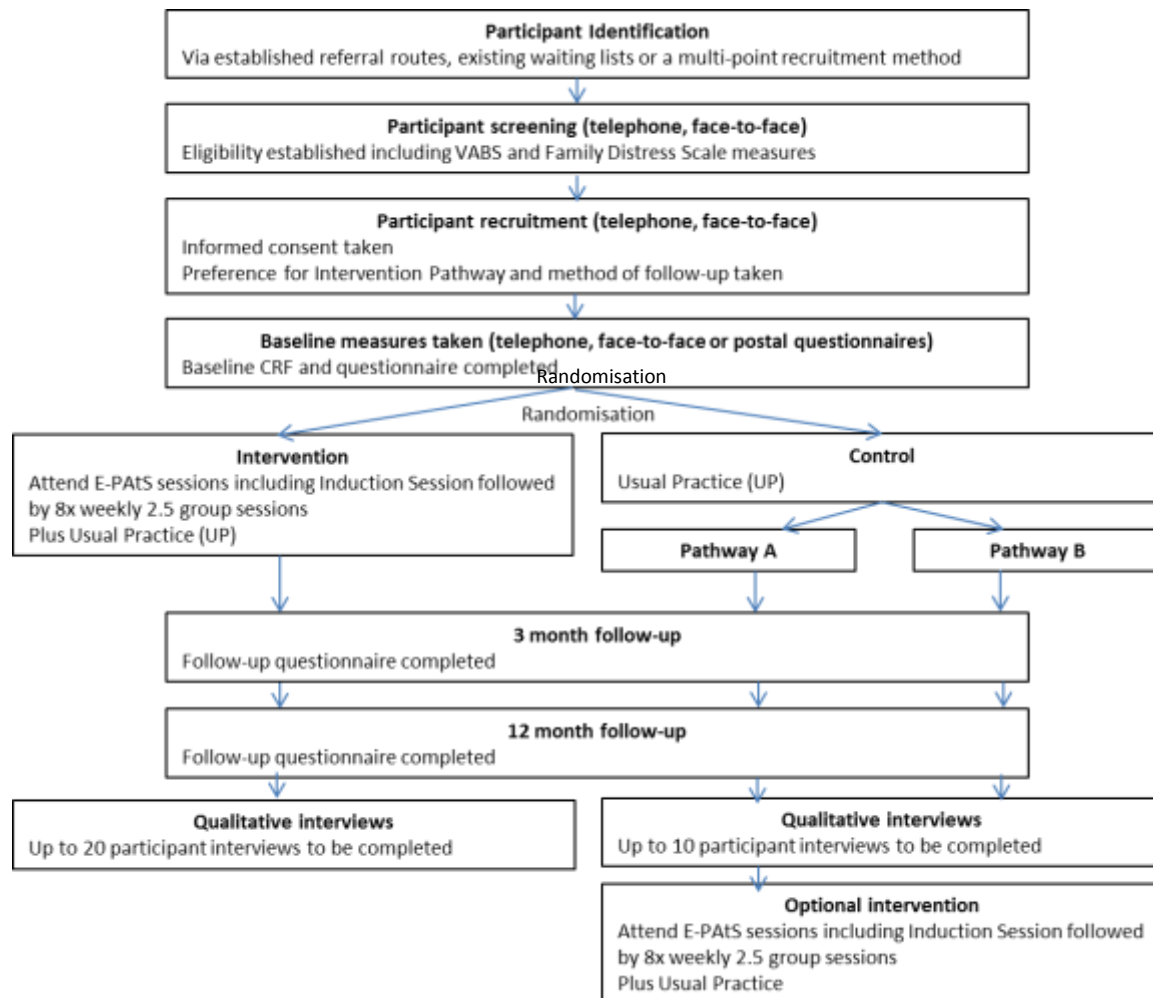 Participant Identification
Via established referral routes, existing waiting lists or a multi-point recruitment method
Participant screening (telephone, face-to-face)
Eligibility established including VABS and Family Distress Scale measures
Participant recruitment (telephone, face-to-face)
Informed consent taken
Preference for Intervention Pathway and method of follow-up taken
Baseline measures taken (telephone, face-to-face or postal questionnaires)
Baseline CRF and questionnaire completed
Randomisation
Randomisation
Intervention
Attend E-PAtS sessions including Induction Session followed
by 8x weekly 2.5 group sessions
Plus Usual Practice (UP)
Control
Usual Practice (UP)
Pathway A
Pathway B
3 month follow-up
Follow-up questionnaire completed
12 month follow-up
Follow-up questionnaire completed
Qualitative interviews
Up to 20 participant interviews to be completed
Qualitative interviews
Up to 10 participant interviews to be completed
Optional intervention
Attend E-PAtS sessions including Induction Session followed
by 8x weekly 2.5 group sessions
Plus Usual Practice